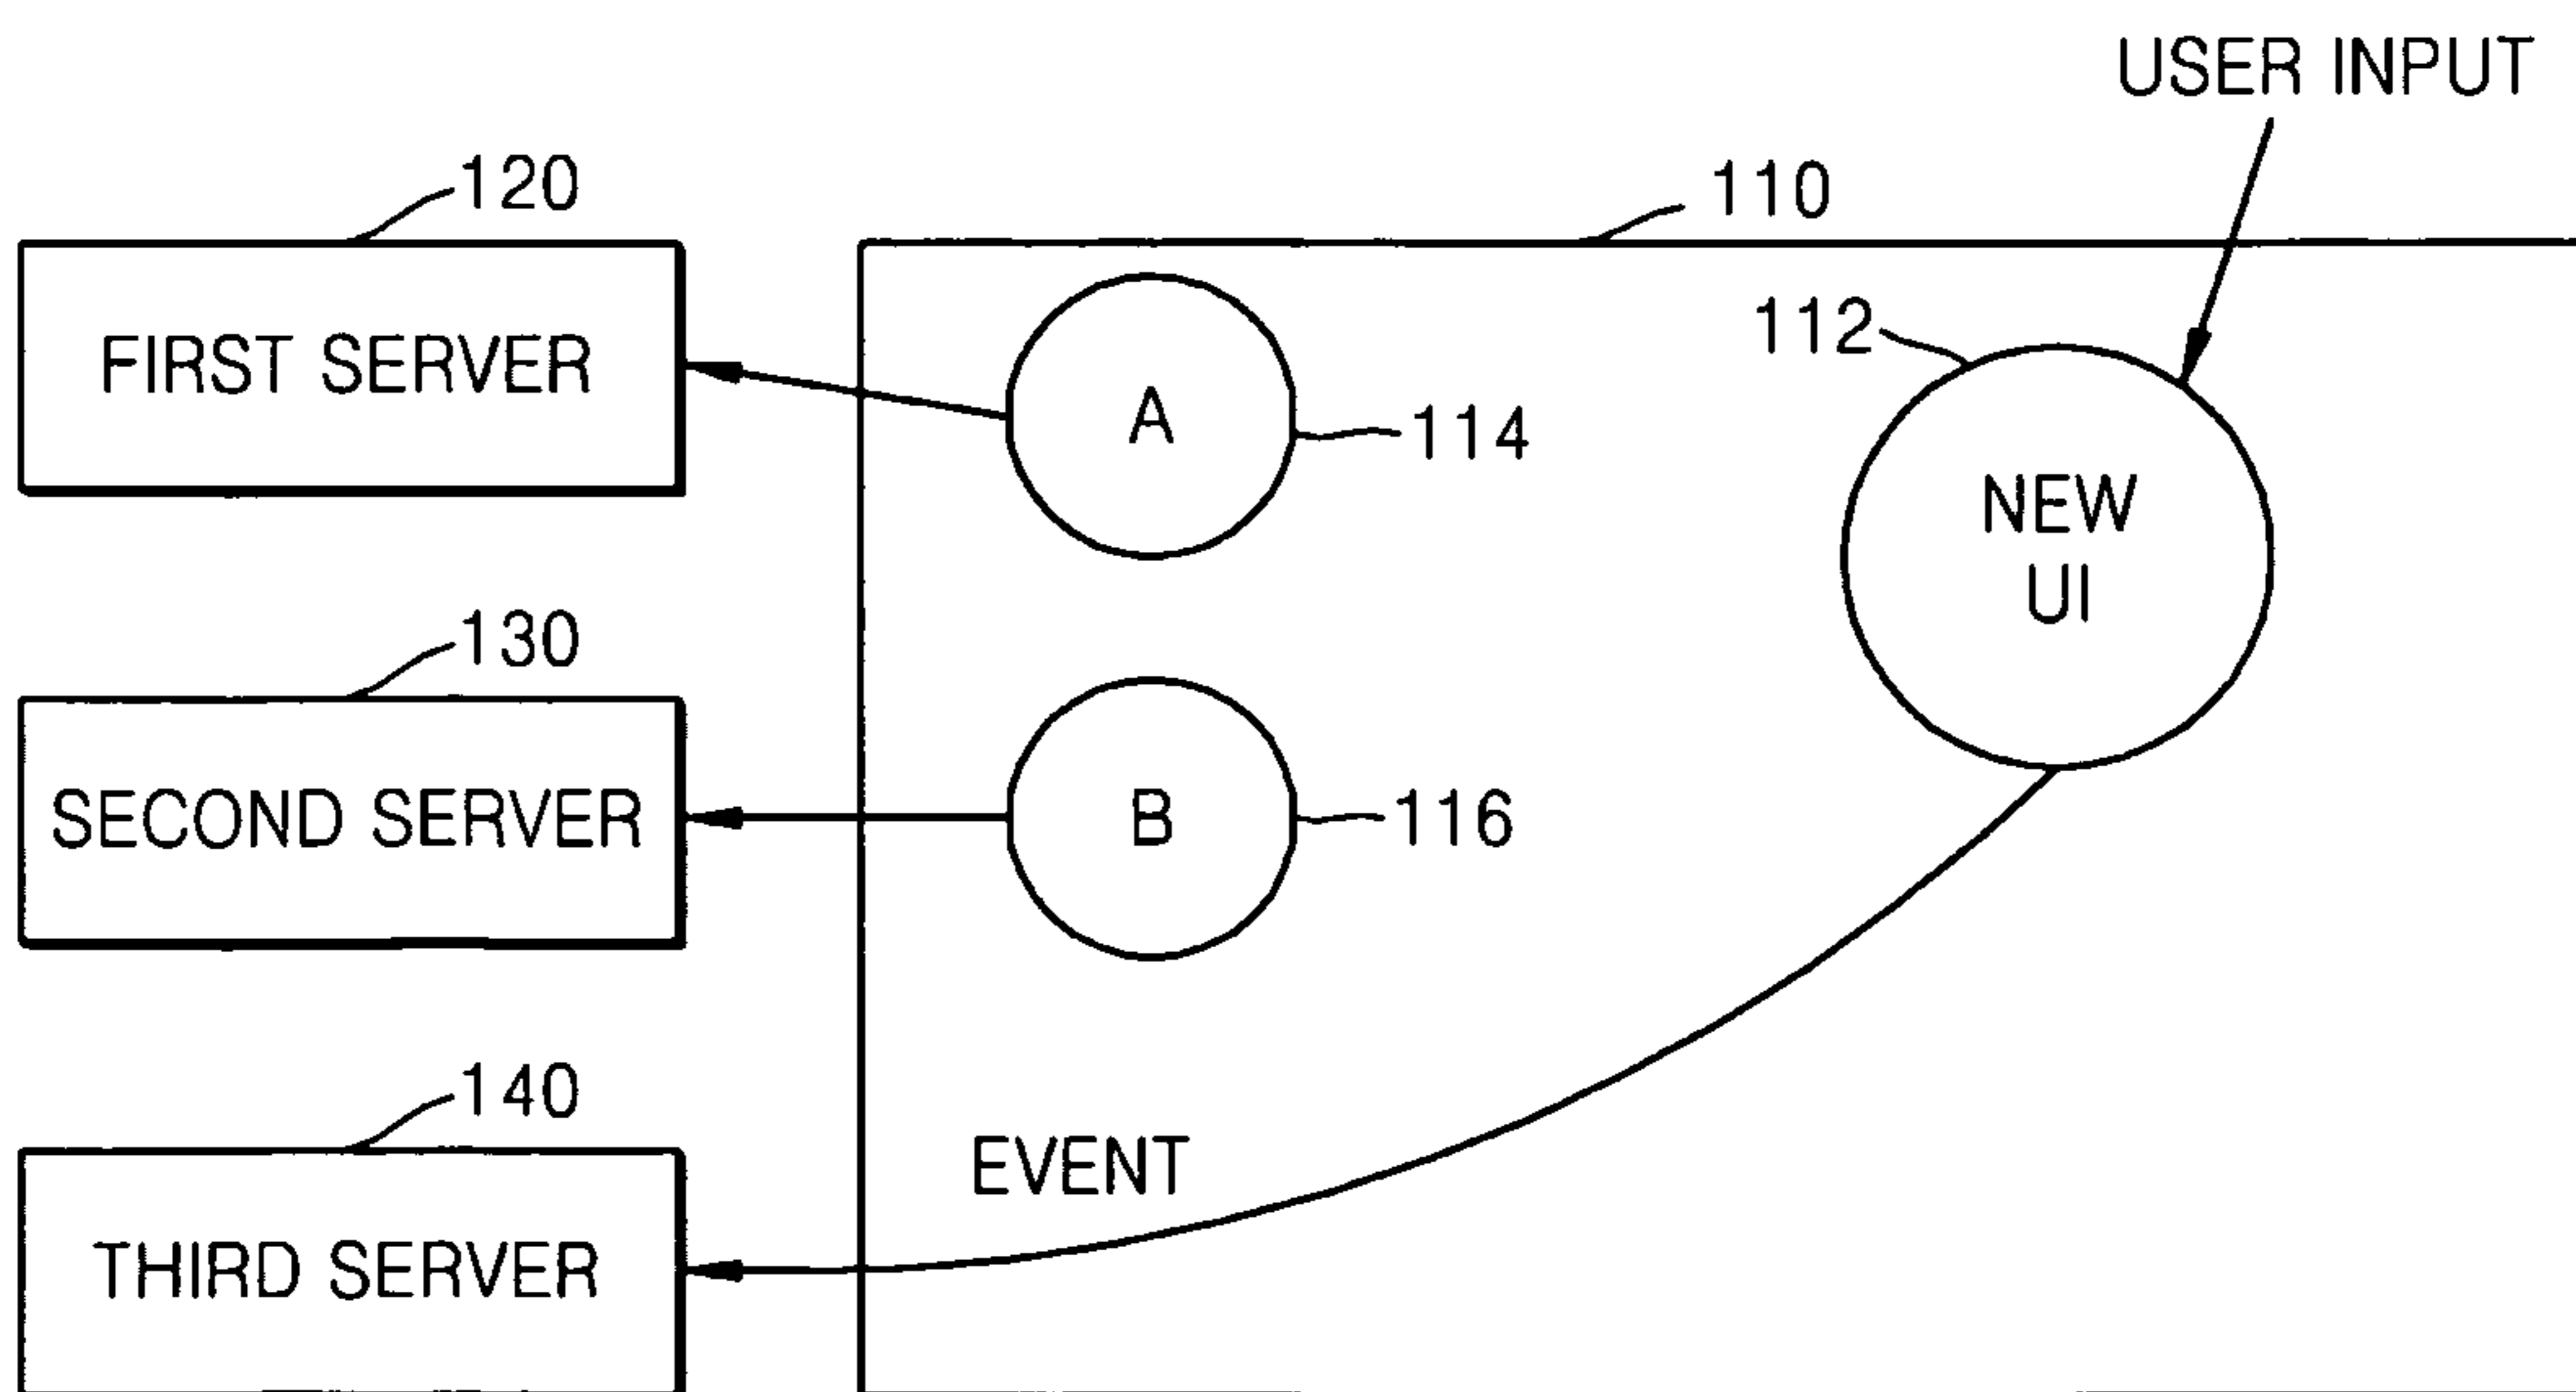 USER INPUT
120
110
FIRST SERVER
A
114
112
NEW
UI
130
SECOND SERVER
B
116
140
EVENT
THIRD SERVER